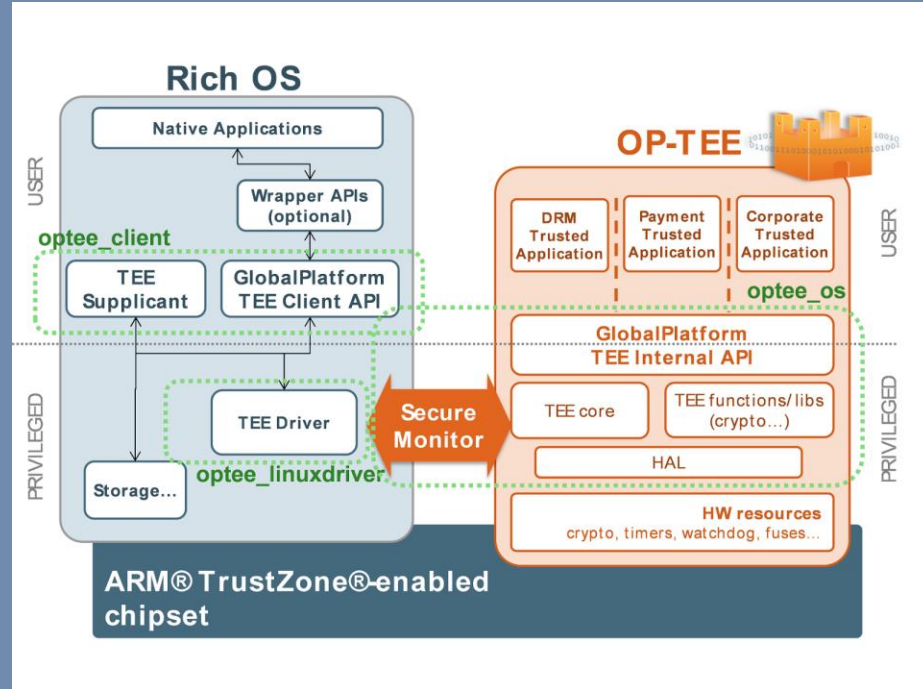 Rich OS
Native Applications
Wrapper APIs
(optional)
optee_client
TEE
Supplicant
GlobalPlatform
TEE Client API
TEE Driver
optee_linuxdriver
Storage...
USER
PRIVILEGED
Secure
Monitor
OP-TEE
DRM
Trusted
Application
Payment
Trusted
Application
Corporate
Trusted
Application
optee_os
GlobalPlatform
TEE Internal API
TEE core
TEE functions/libs
(crypto...)
HAL
HW resources
crypto, timers, watchdog, fuses...
USER
PRIVILEGED
ARM® TrustZone®-enabled
chipset